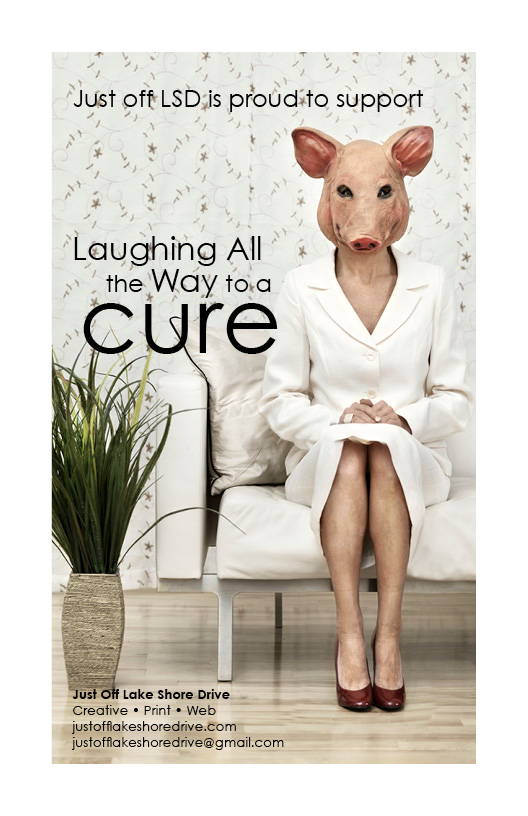 Just off LSD is proud to support
Laughing All
the Way to a
cure
Just Off Lake Shore Drive
Creative • Print • Web
justofflakeshoredrive.com
justofflakeshoredrive@gmail.com